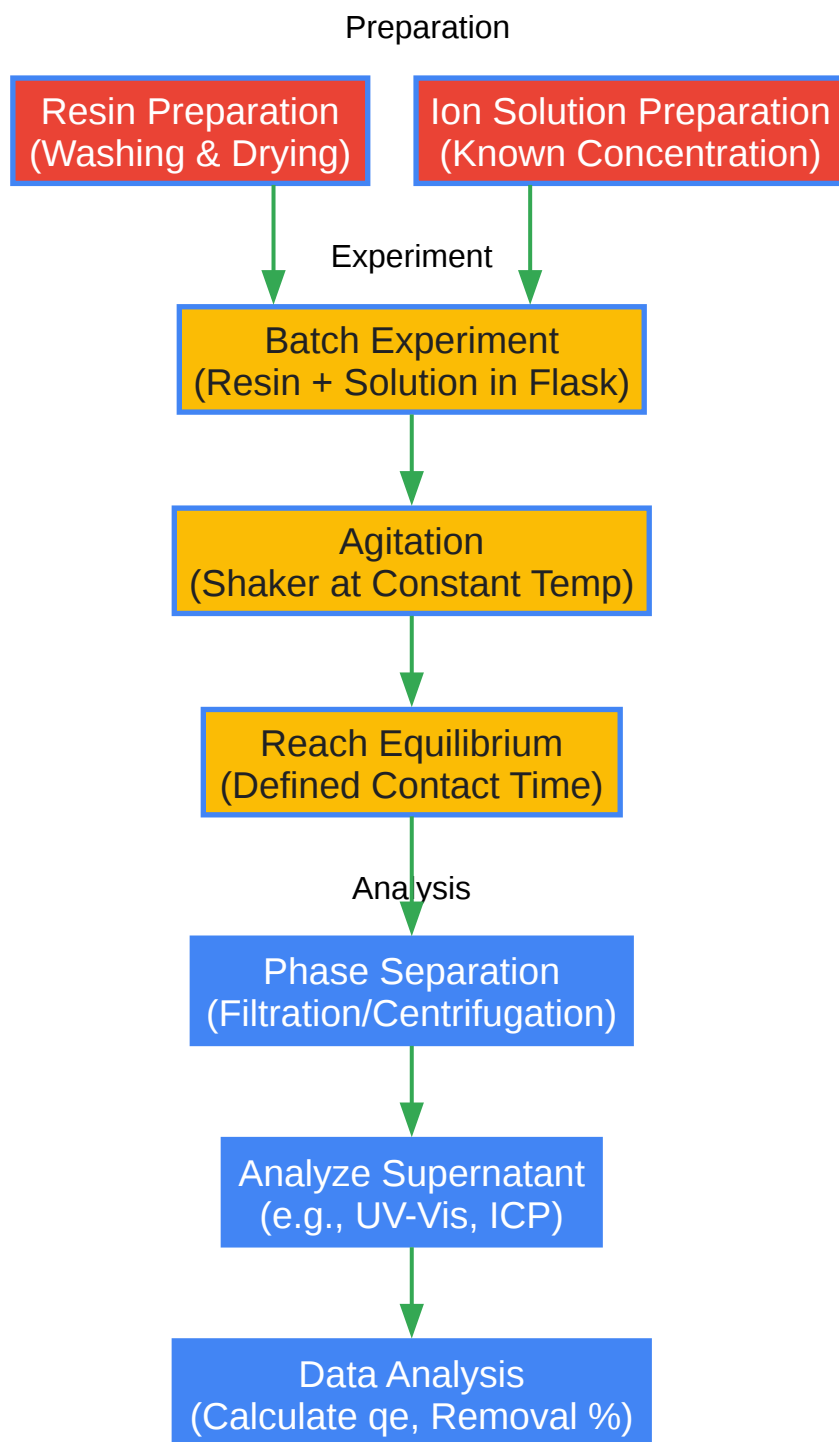 Preparation
Resin Preparation
(Washing & Drying)
Ion Solution Preparation
(Known Concentration)
Experiment
Batch Experiment
(Resin + Solution in Flask)
Agitation
(Shaker at Constant Temp)
Reach Equilibrium
(Defined Contact Time)
Analysis
Phase Separation
(Filtration/Centrifugation)
Analyze Supernatant
(e.g., UV-Vis, ICP)
Data Analysis
(Calculate qe, Removal %)